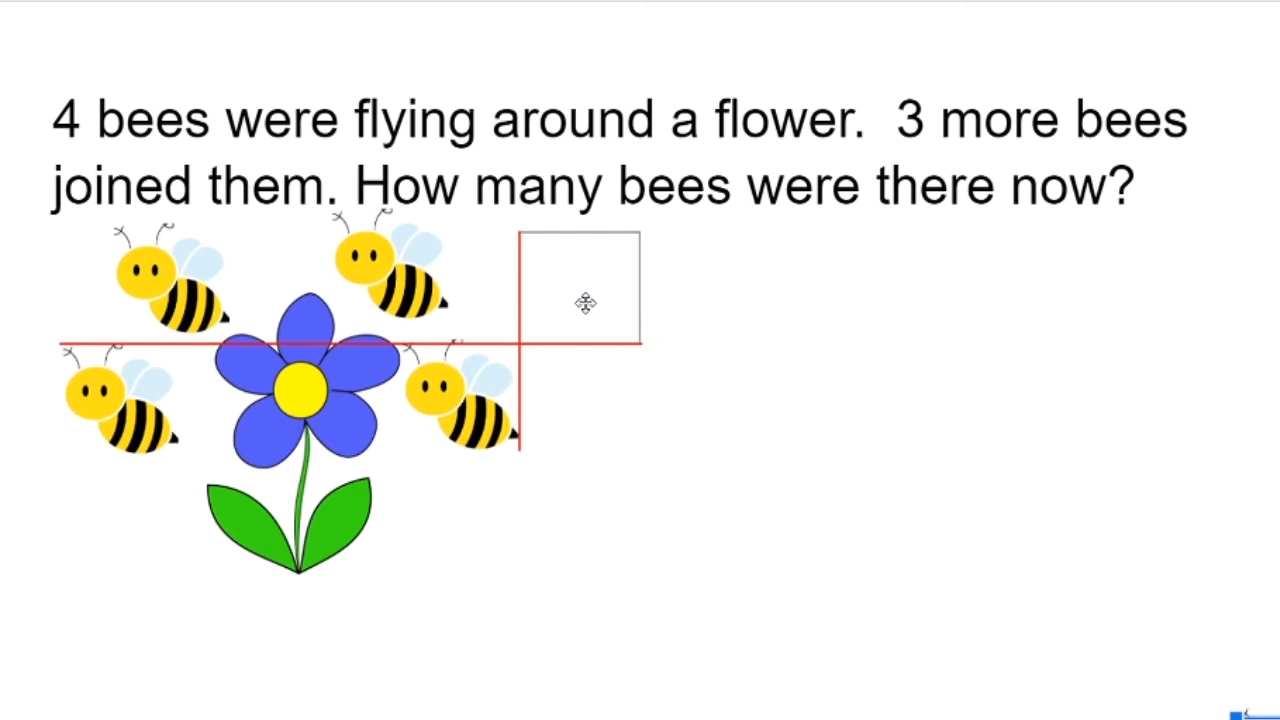 4 bees were flying around a flower.  3 more bees
joined them. How many bees were there now?